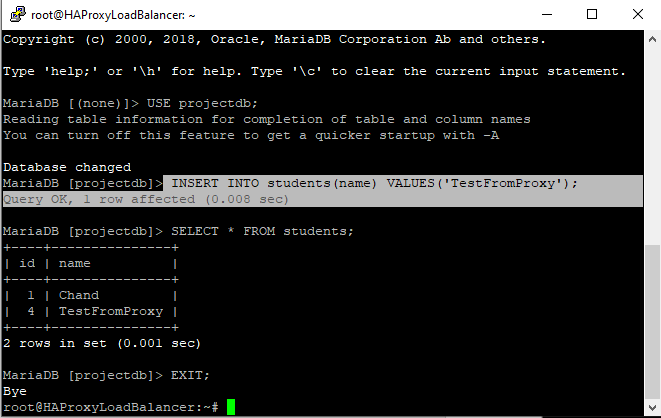 root@HAProxyLoadBalancer: ~
Copyright (c) 2000, 2018, Oracle, MariaDB Corporation Ab and others.
Type 'help;' or '\h' for help. Type '\c' to clear the current input statement.
MariaDB [(none)]> USE projectdb;
Reading table information for completion of table and column names
You can turn off this feature to get a quicker startup with -A
Database changed
MariaDB [projectdb]> INSERT INTO students(name) VALUES('TestFromProxy');
Query OK, 1 row affected (0.008 sec)
MariaDB [projectdb]> SELECT * FROM students;
+----+---------------+
| id | name          |
+----+---------------+
|  1 | Chand         |
|  4 | TestFromProxy |
+----+---------------+
2 rows in set (0.001 sec)
MariaDB [projectdb]> EXIT;
Bye
root@HAProxyLoadBalancer:~#